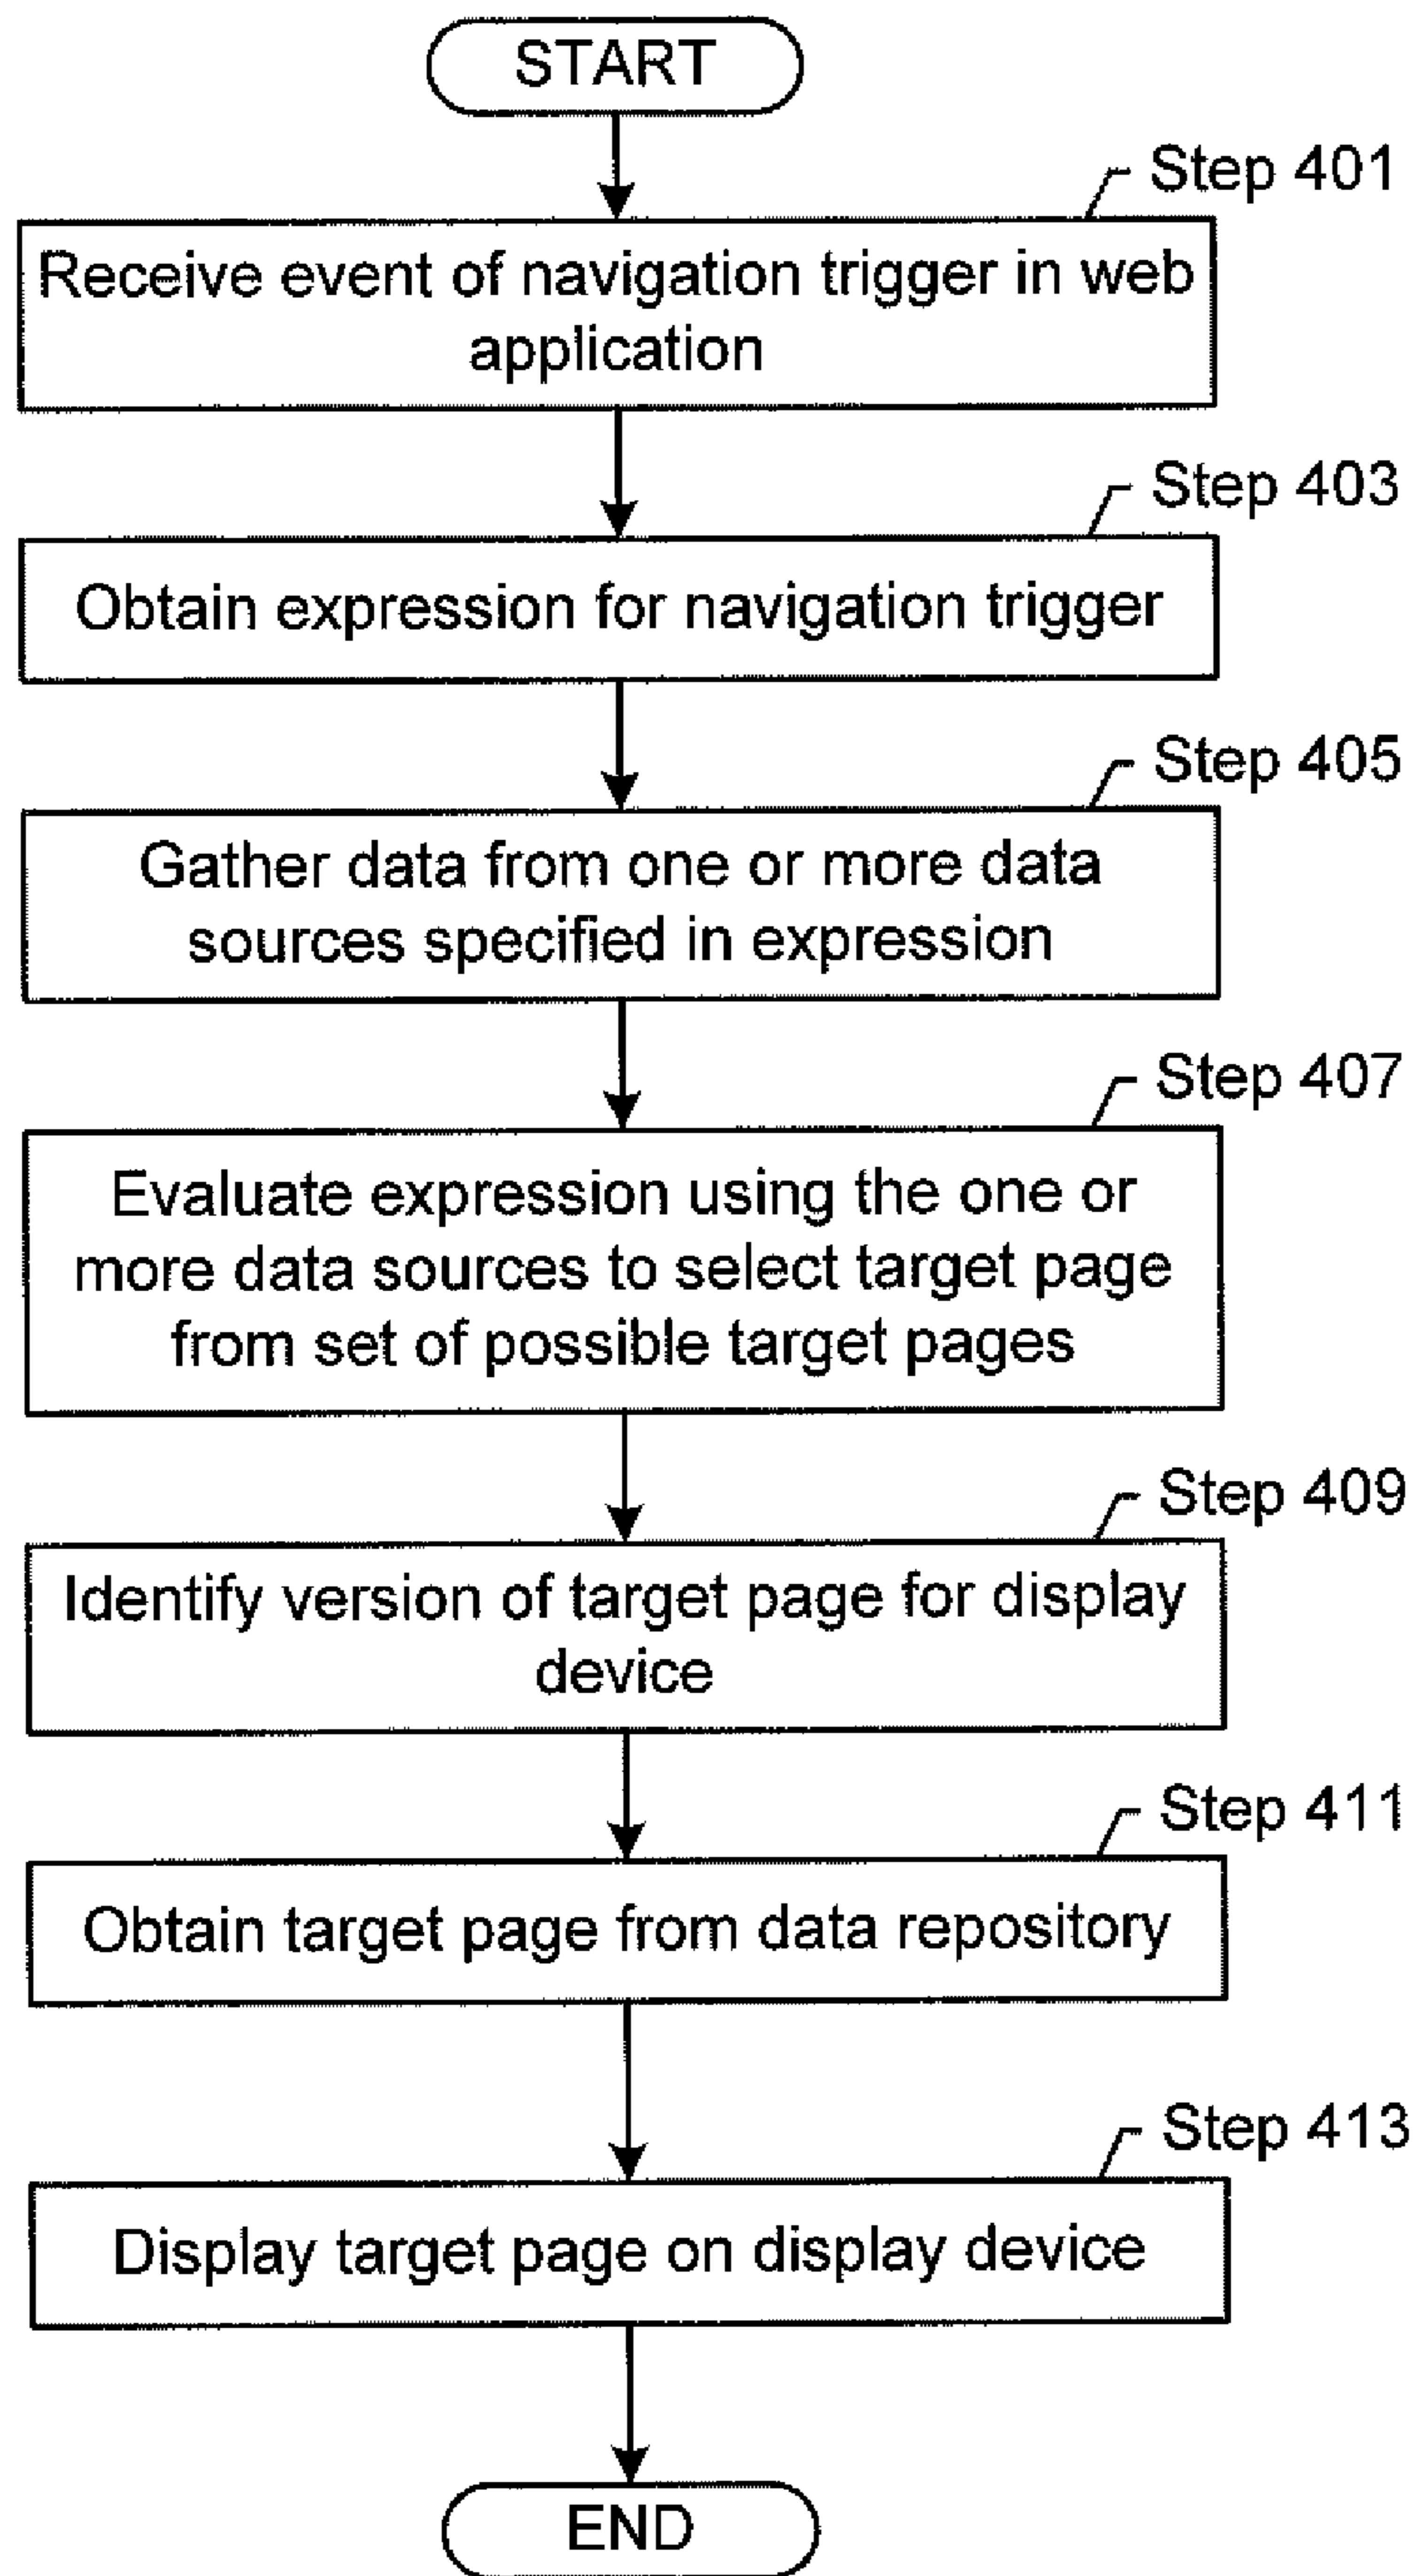 START
Step 401
Receive event of navigation trigger in web
application
Step 403
Obtain expression for navigation trigger
Step 405
Gather data from one or more data
sources specified in expression
Step 407
Evaluate expression using the one or
more data sources to select target page
from set of possible target pages
Step 409
Identify version of target page for display
device
Step 411
Obtain target page from data repository
Step 413
Display target page on display device
END